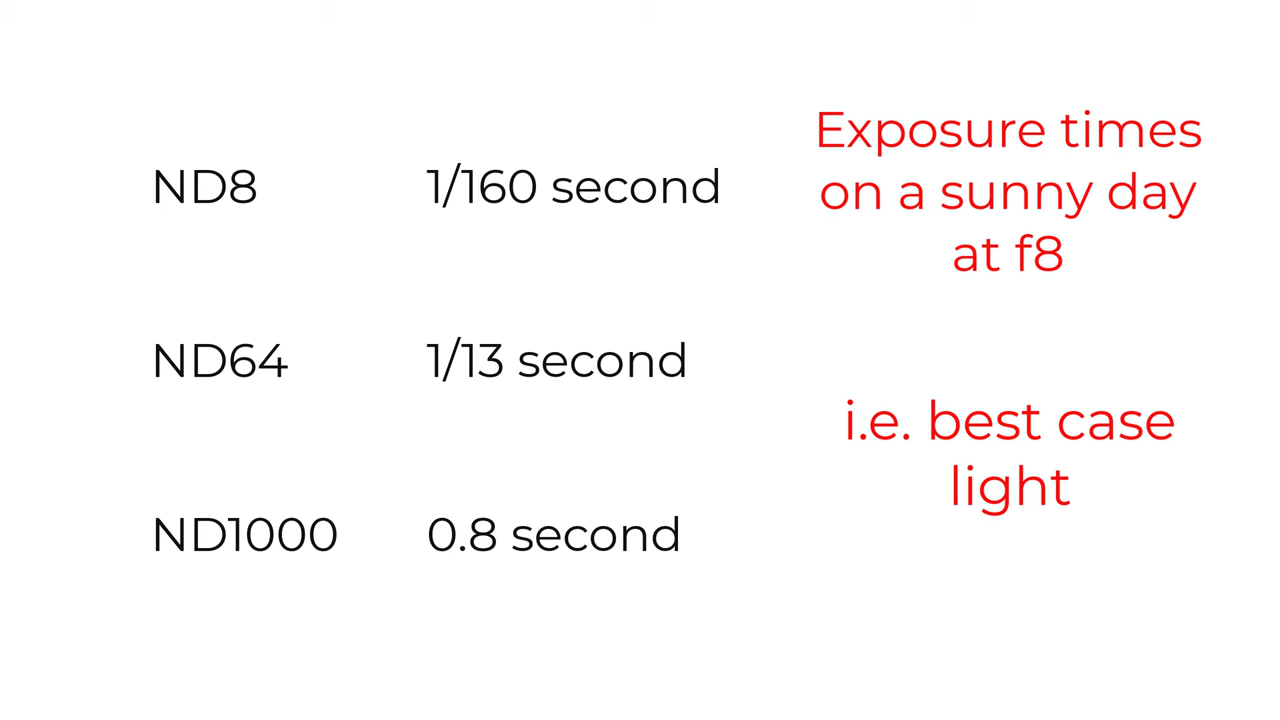 ND8 1/160 second
ND64 1/13 second
ND1000 0.8 second
Exposure times
on a sunny day
at f8
i.e. best case
light